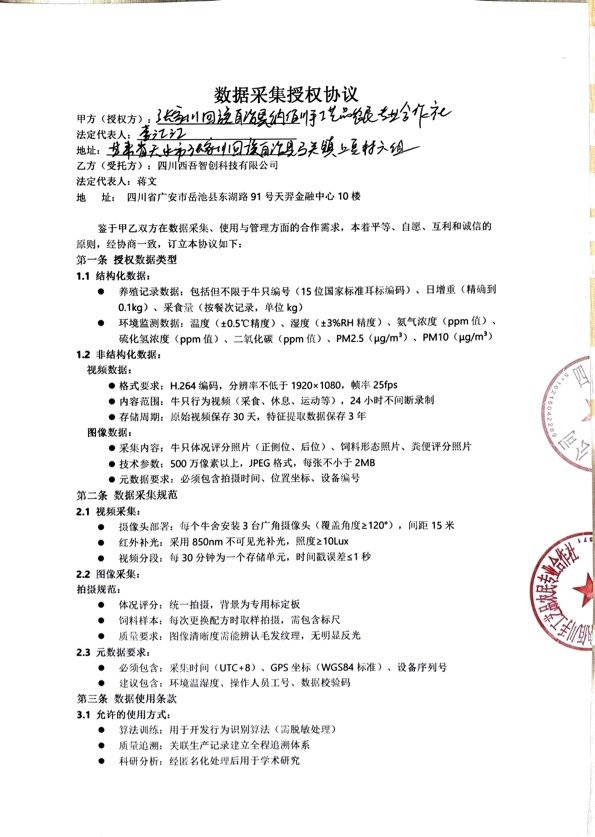 数据采集授权协议
甲方（授权方）：张家川回族自治县纳佰川手工艺品农民专业合作社
法定代表人：李江江
地址：甘肃省天水市张家川回族自治县马关镇上豆村六组
乙方（受托方）：四川西吾智创科技有限公司
法定代表人：蒋文
地 址：四川省广安市岳池县东湖路 91 号天羿金融中心 10 楼
鉴于甲乙双方在数据采集、使用与管理方面的合作需求，本着平等、自愿、互利和诚信的
原则，经协商一致，订立本协议如下：
第一条 授权数据类型
1.1 结构化数据：
● 养殖记录数据：包括但不限于牛只编号（15 位国家标准耳标编码）、日增重（精确到
0.1kg）、采食量（按餐次记录，单位 kg）
● 环境监测数据：温度（±0.5℃精度）、湿度（±3%RH 精度）、氨气浓度（ppm 值）、
硫化氢浓度（ppm 值）、二氧化碳（ppm 值）、PM2.5（μg/m³）、PM10（μg/m³）
1.2 非结构化数据：
视频数据：
● 格式要求：H.264 编码，分辨率不低于 1920×1080，帧率 25fps
● 内容范围：牛只行为视频（采食、休息、运动等），24 小时不间断录制
● 存储周期：原始视频保存 30 天，特征提取数据保存 3 年
图像数据：
● 采集内容：牛只体况评分照片（正侧位、后位）、饲料形态照片、粪便评分照片
● 技术参数：500 万像素以上，JPEG 格式，每张不小于 2MB
● 元数据要求：必须包含拍摄时间、位置坐标、设备编号
第二条 数据采集规范
2.1 视频采集：
● 摄像头部署：每个牛舍安装 3 台广角摄像头（覆盖角度≥120°），间距 15 米
● 红外补光：采用 850nm 不可见光补光，照度≥10Lux
● 视频分段：每 30 分钟为一个存储单元，时间戳误差≤1 秒
2.2 图像采集：
拍摄规范：
● 体况评分：统一拍摄，背景为专用标定板
● 饲料样本：每次更换配方时取样拍摄，需包含标尺
● 质量要求：图像清晰度需能辨认毛发纹理，无明显反光
2.3 元数据要求：
● 必须包含：采集时间（UTC+8）、GPS 坐标（WGS84 标准）、设备序列号
● 建议包含：环境温湿度、操作人员工号、数据校验码
第三条 数据使用条款
3.1 允许的使用方式：
● 算法训练：用于开发行为识别算法（需脱敏处理）
● 质量追溯：关联生产记录建立全程追溯体系
● 科研分析：经匿名化处理后用于学术研究